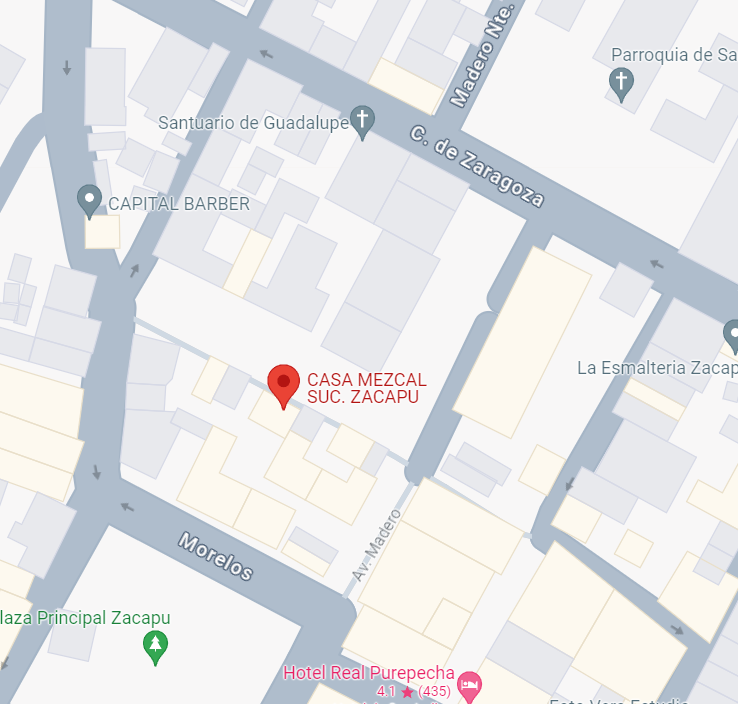 Madero Nte.
Parroquia de Sa
Santuario de Guadalupe
C. de Zaragoza
CAPITAL BARBER
La Esmalteria Zacap
CASA MEZCAL
SUC. ZACAPU
Av. Madero
Morelos
laza Principal Zacapu
Hotel Real Purepecha
4.1 ★ (435)